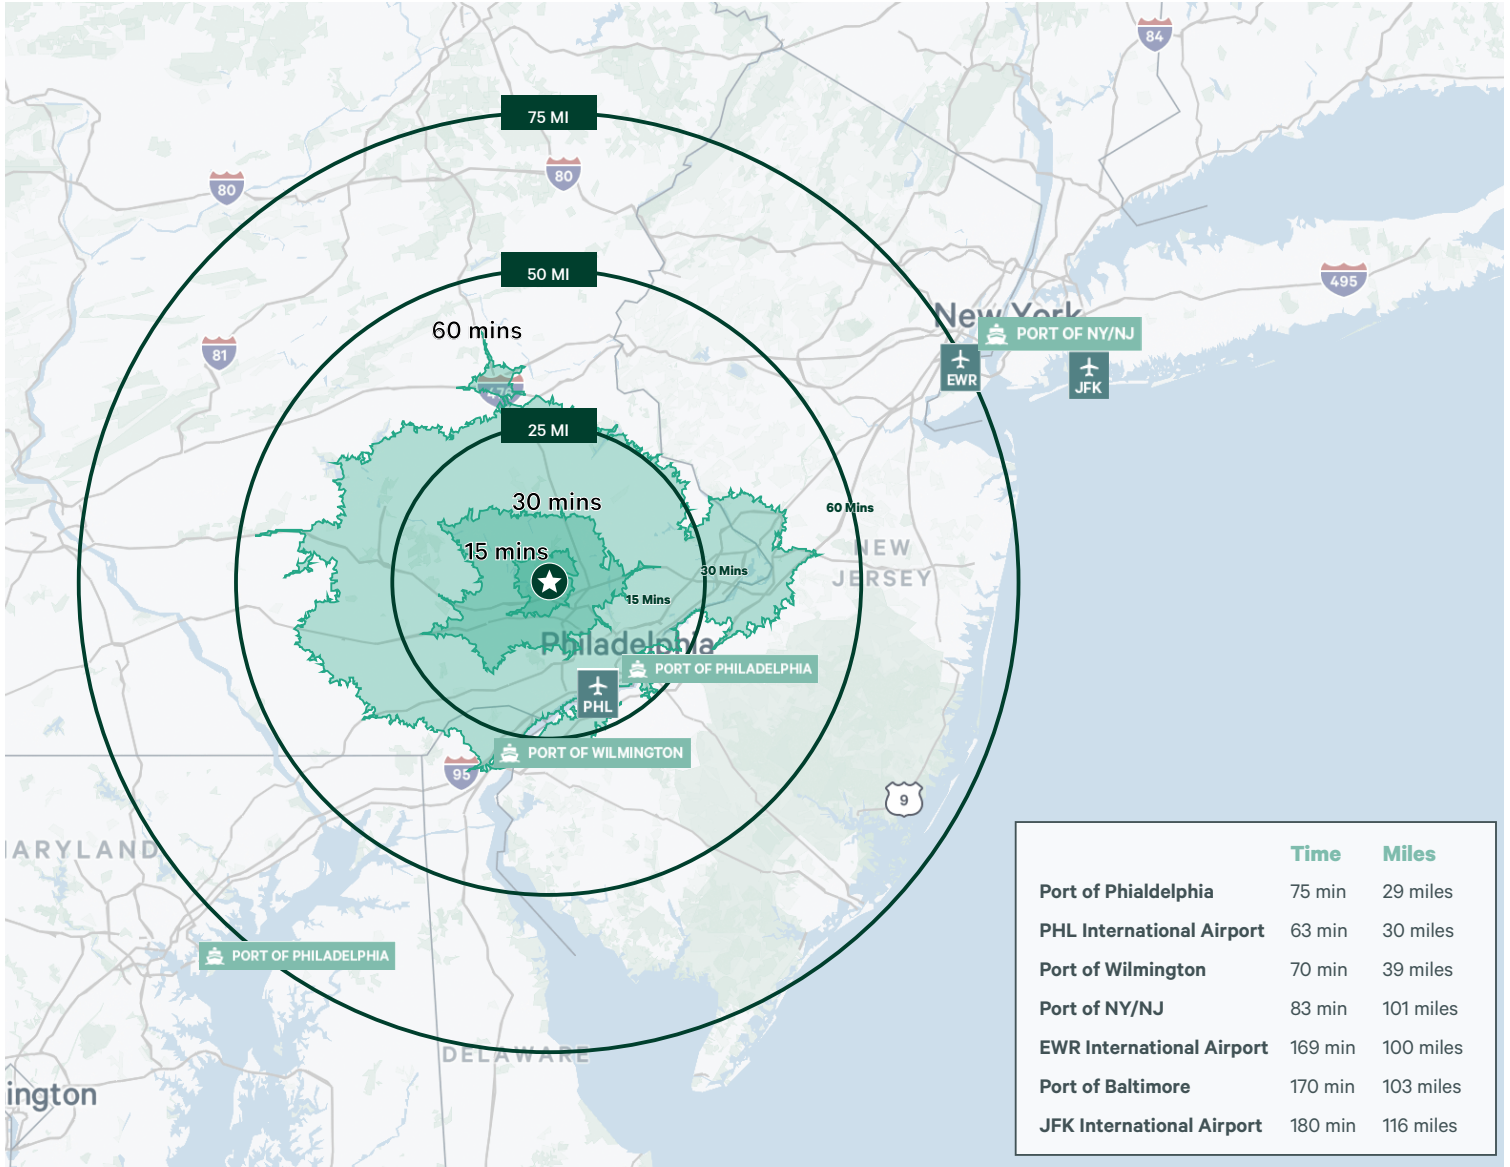 84
75 MI
80
80
50 MI
495
New York
PORT OF NY/NJ
60 mins
81
EWR
JFK
476
25 MI
30 mins
60 Mins
15 mins
NEW
JERSEY
30 Mins
15 Mins
Philadelphia
PORT OF PHILADELPHIA
PHL
PORT OF WILMINGTON
95
9
ARYLAND
PORT OF PHILADELPHIA
DELAWARE
ington
Time Miles
Port of Phialdelphia 75 min 29 miles
PHL International Airport 63 min 30 miles
Port of Wilmington 70 min 39 miles
Port of NY/NJ 83 min 101 miles
EWR International Airport 169 min 100 miles
Port of Baltimore 170 min 103 miles
JFK International Airport 180 min 116 miles